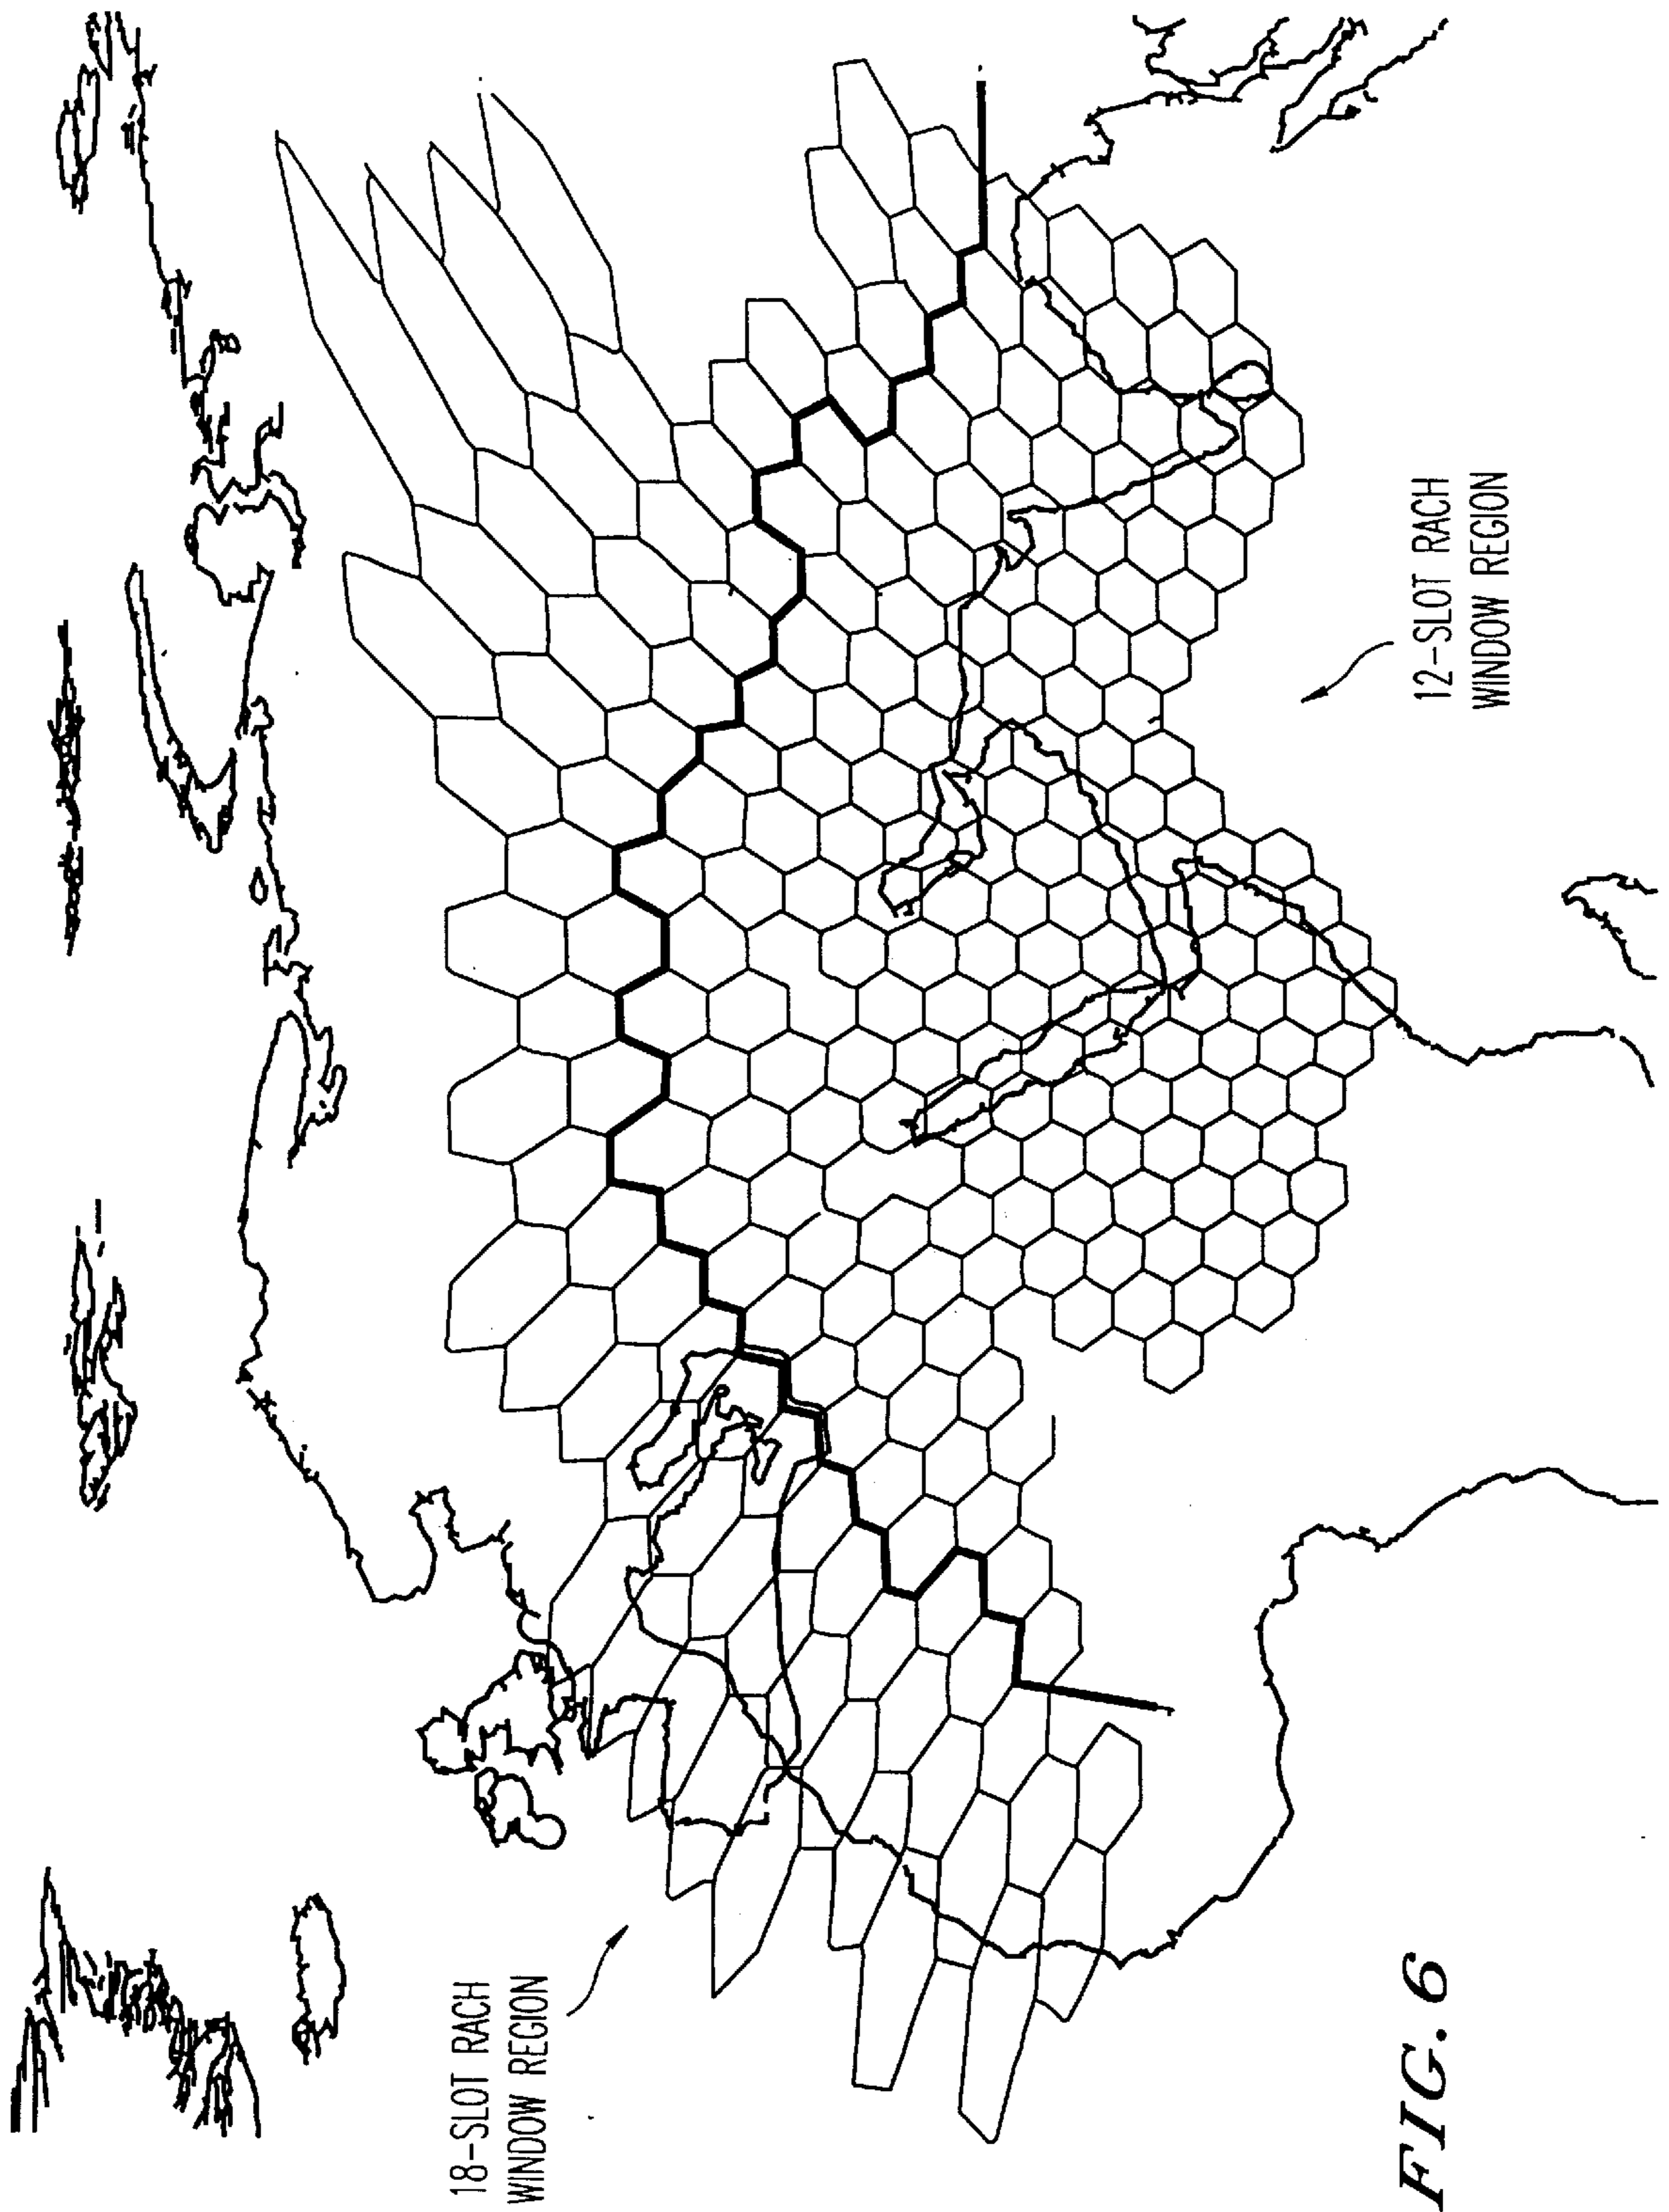 18-SLOT RACH
WINDOW REGION
12-SLOT RACH
WINDOW REGION
FIG. 6